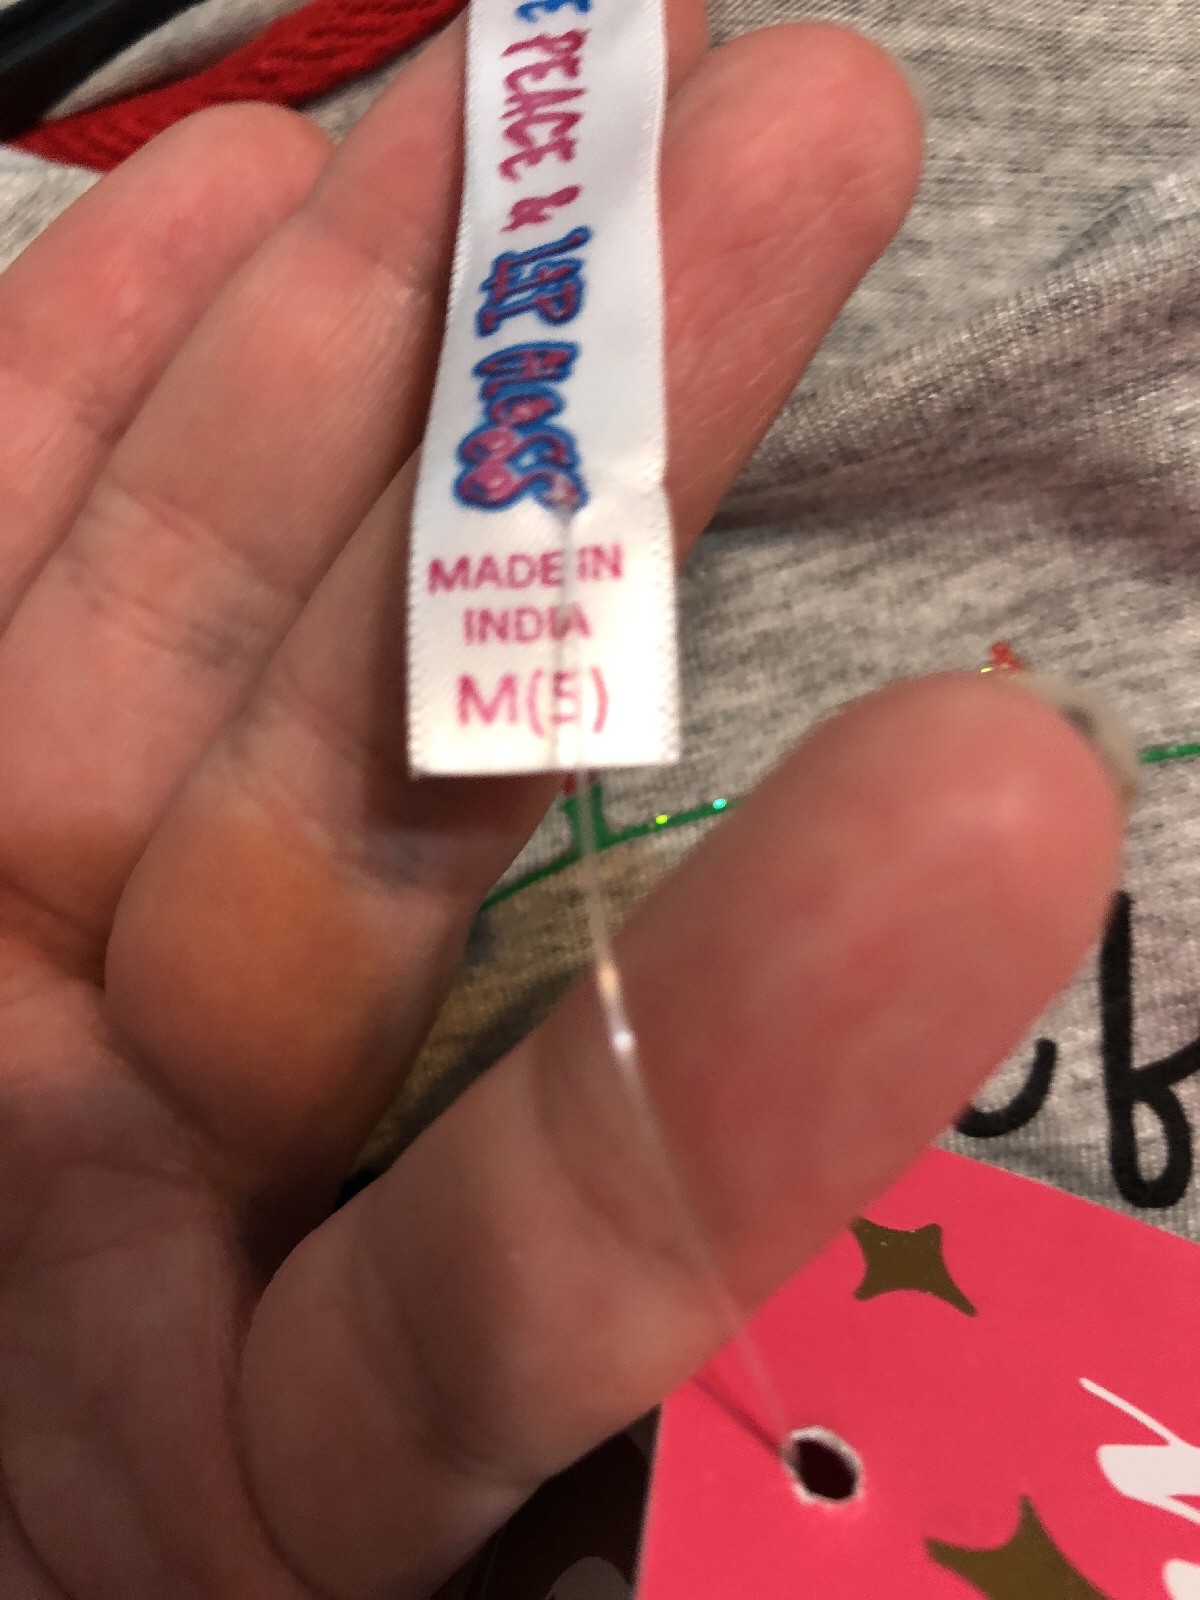 PEACE &
LIP GLOSS
MADE IN
INDIA
M(5)